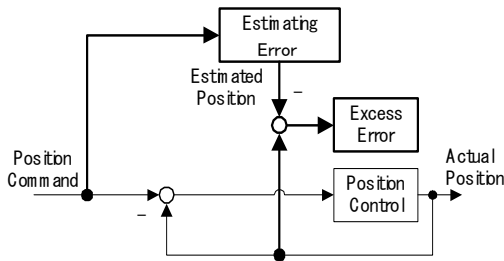 Estimating
Error
Estimated
Position
−
Excess
Error
Position
Command
−
Position
Control
Actual
Position